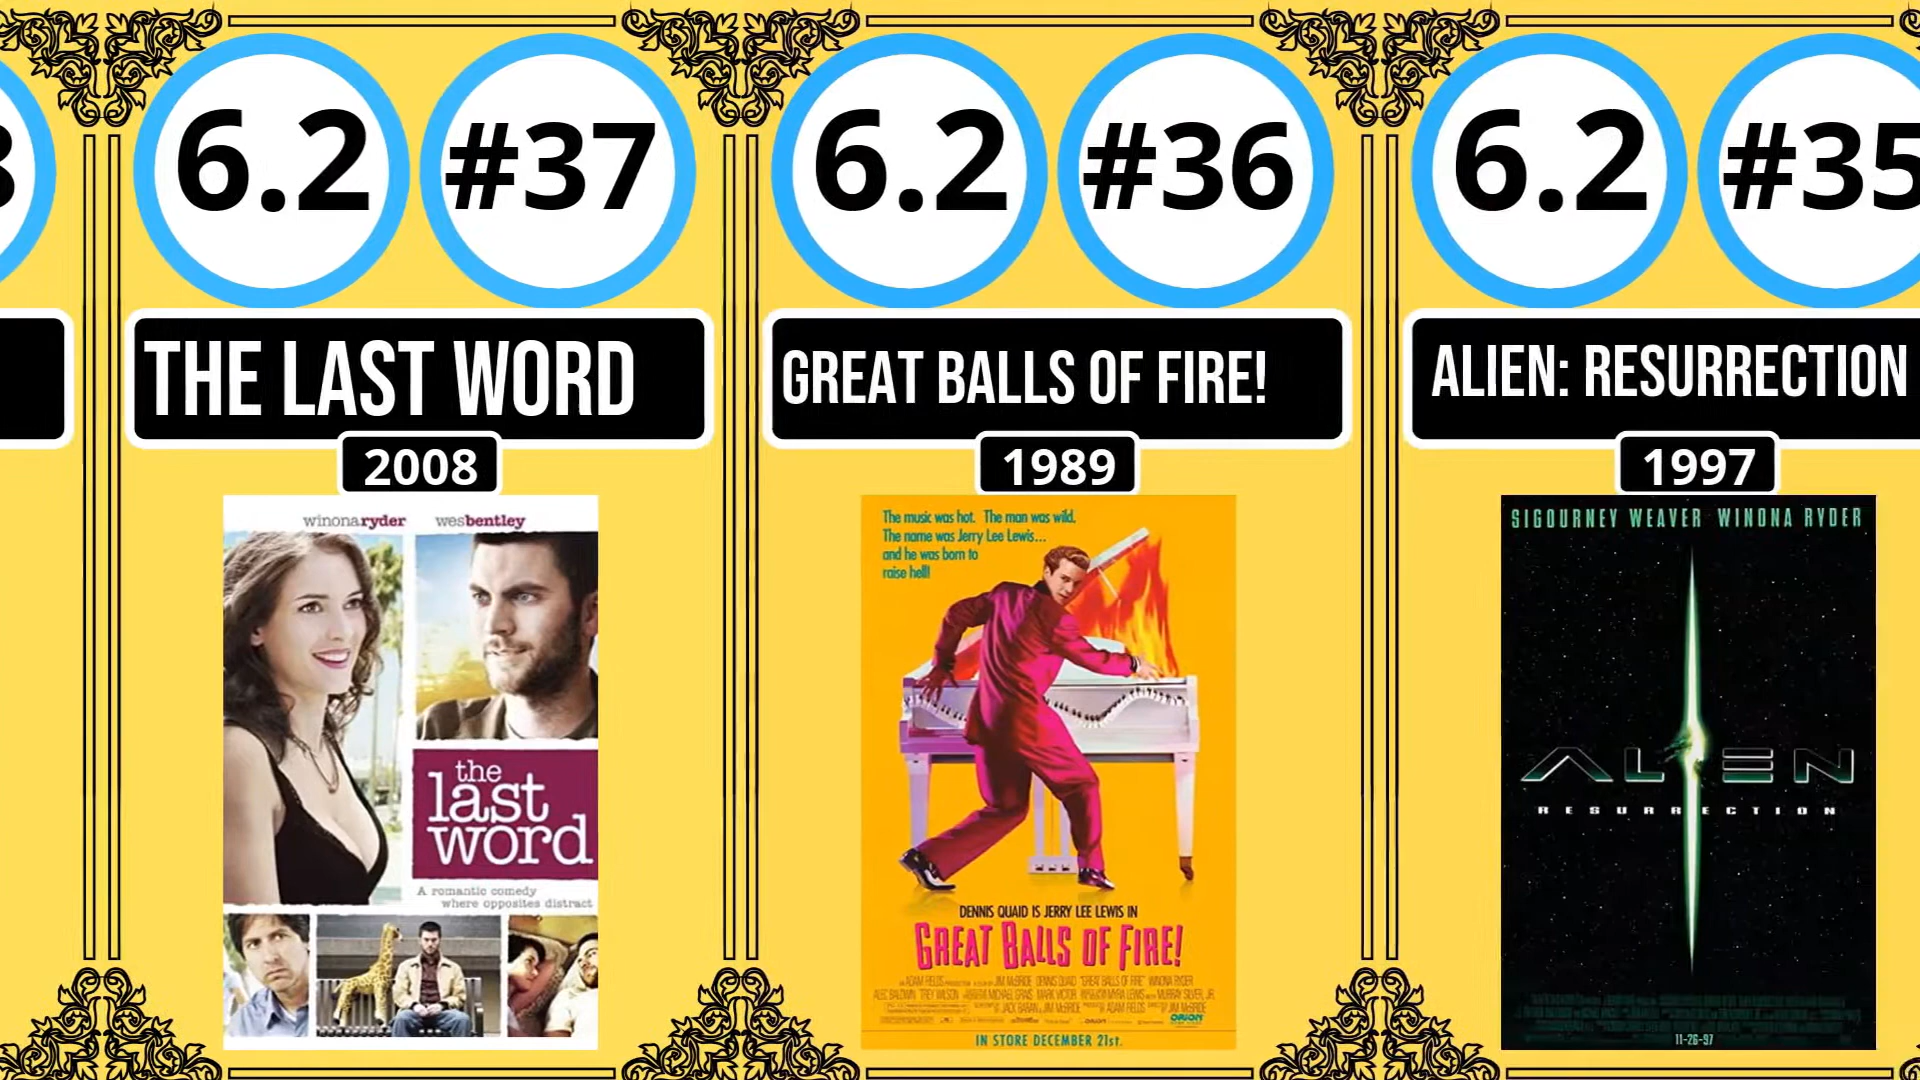 6.2
#37
6.2
#36
6.2
#35
THE LAST WORD
GREAT BALLS OF FIRE!
ALIEN: RESURRECTION
2008
1989
1997
winonaryder wesbentley
the
last
word
A romantic comedy
where opposites distract
The music was hot. The man was wild.
The name was Jerry Lee Lewis...
and he was born to
raise hell!
DENNIS QUAID IS JERRY LEE LEWIS IN
GREAT BALLS OF FIRE!
ORION
IN STORE DECEMBER 21st.
SIGOURNEY WEAVER WINONA RYDER
ALIEN
RESURRECTION
11-26-97